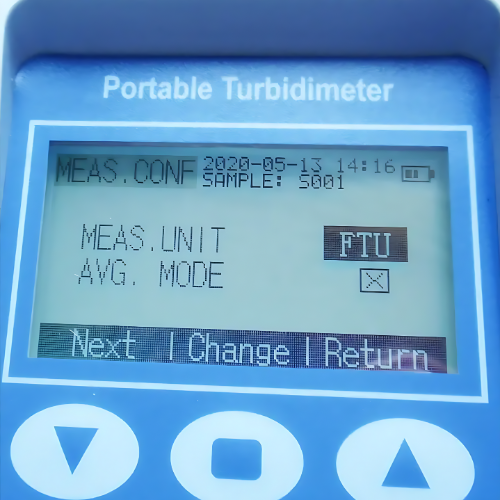 Portable Turbidimeter
MEAS.CONF 2020-05-13 14:16
SAMPLE: S001
MEAS.UNIT FTU
AVG. MODE
Next | Change | Return